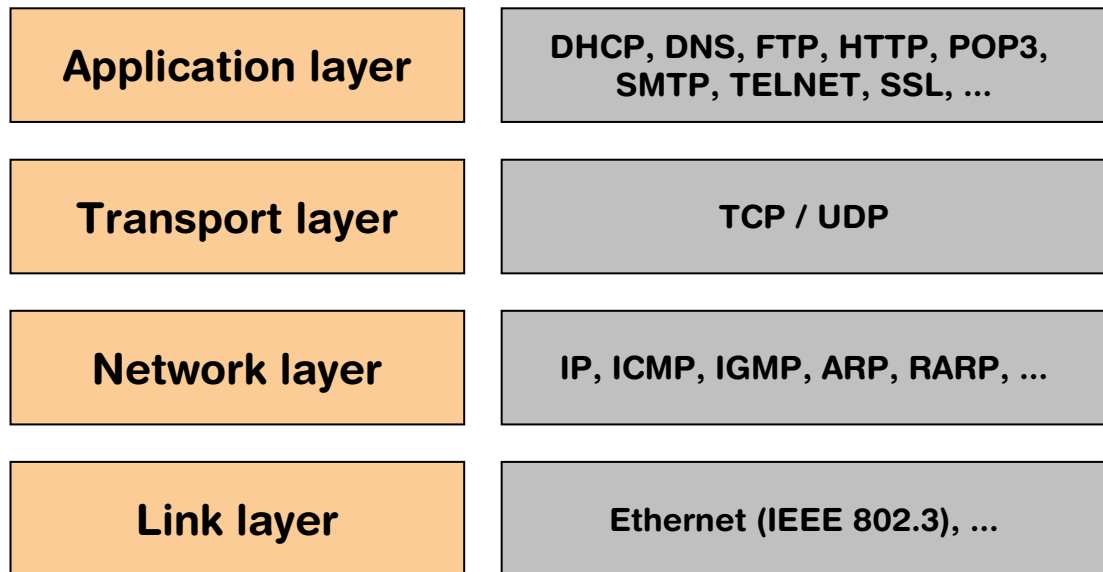 Application layer
DHCP, DNS, FTP, HTTP, POP3,
SMTP, TELNET, SSL, ...
Transport layer
TCP / UDP
Network layer
IP, ICMP, IGMP, ARP, RARP, ...
Link layer
Ethernet (IEEE 802.3), ...